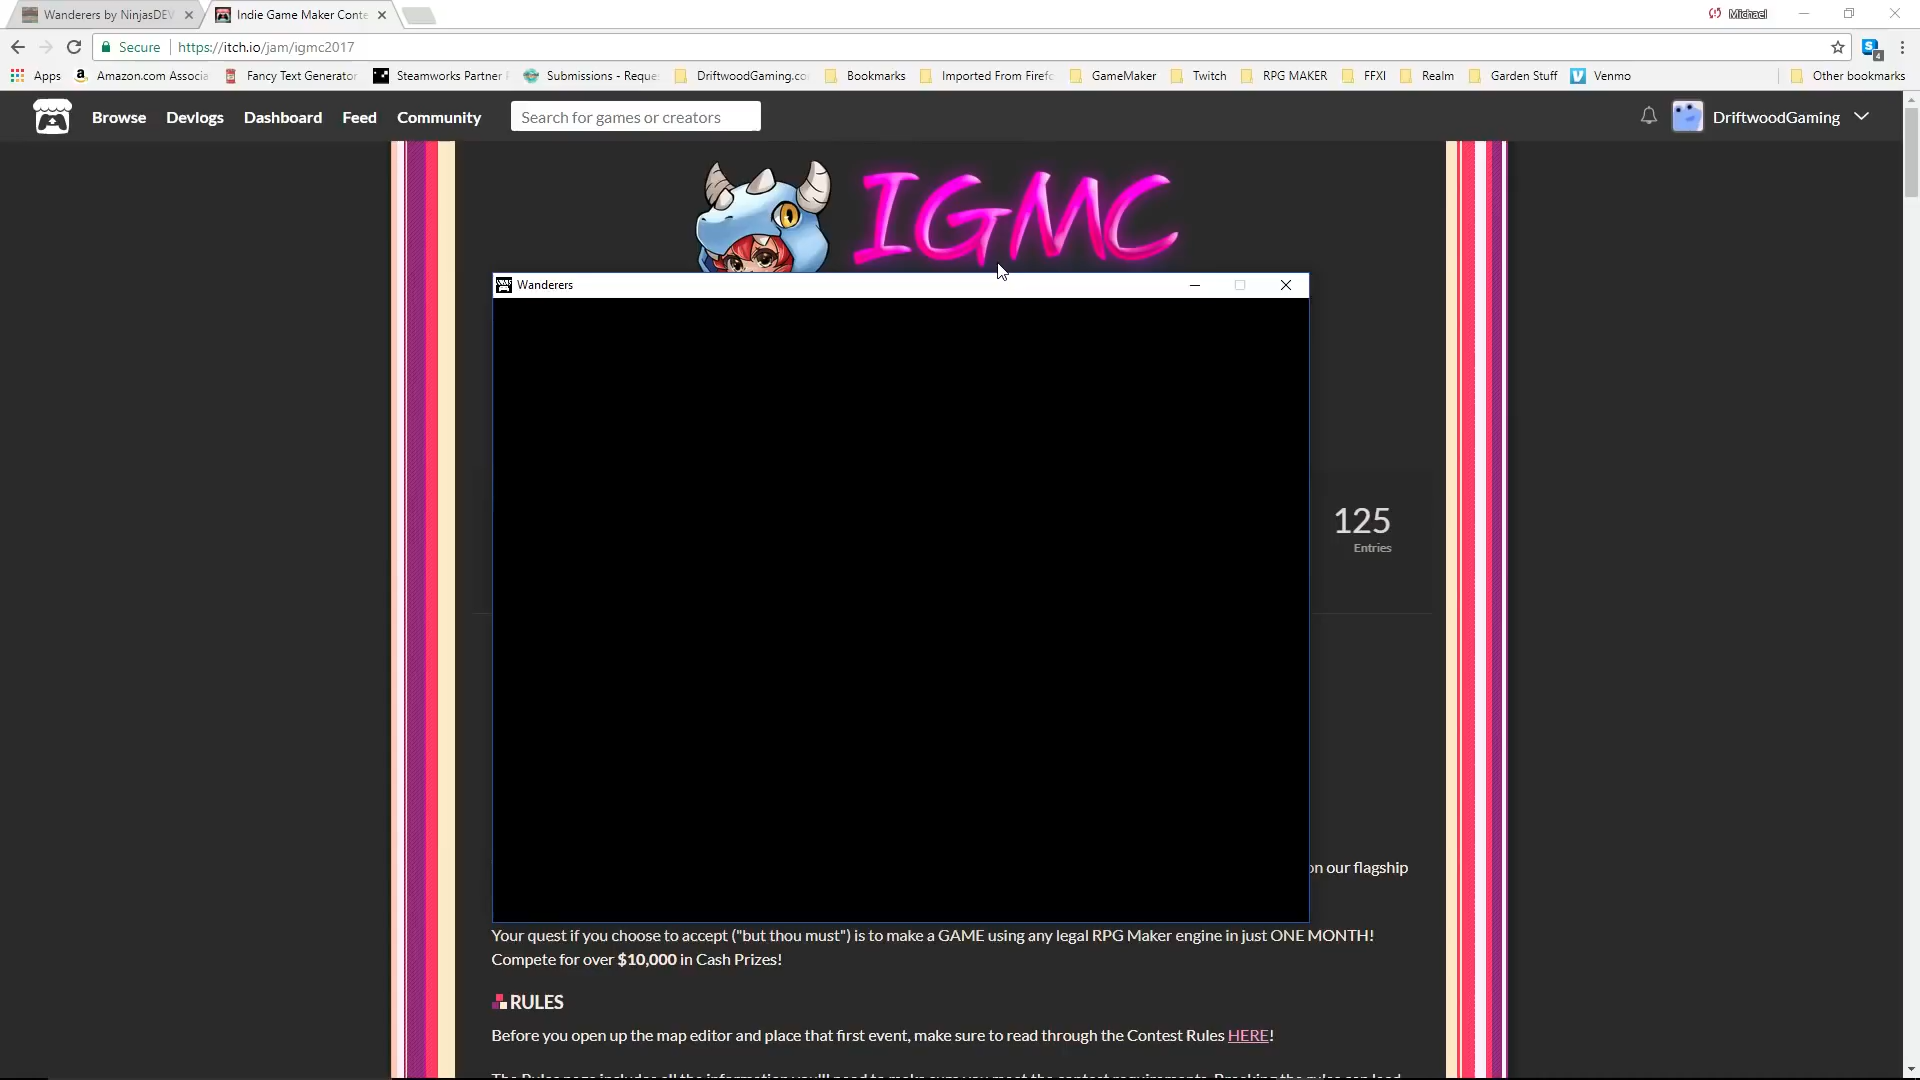 Wanderers by NinjasDEV
Indie Game Maker Conte
Michael
Secure
https://itch.io/jam/igmc2017
4
Apps
Amazon.com Associa
Fancy Text Generator
Steamworks Partner
Submissions - Reque
DriftwoodGaming.co
Bookmarks
Imported From Firef
GameMaker
Twitch
RPG MAKER
FFXI
Realm
Garden Stuff
Venmo
Other bookmarks
Browse
Devlogs
Dashboard
Feed
Community
Search for games or creators
DriftwoodGaming
IGMC
Wanderers
125
Entries
on our flagship
Your quest if you choose to accept ("but thou must") is to make a GAME using any legal RPG Maker engine in just ONE MONTH!
Compete for over $10,000 in Cash Prizes!
RULES
Before you open up the map editor and place that first event, make sure to read through the Contest Rules HERE!